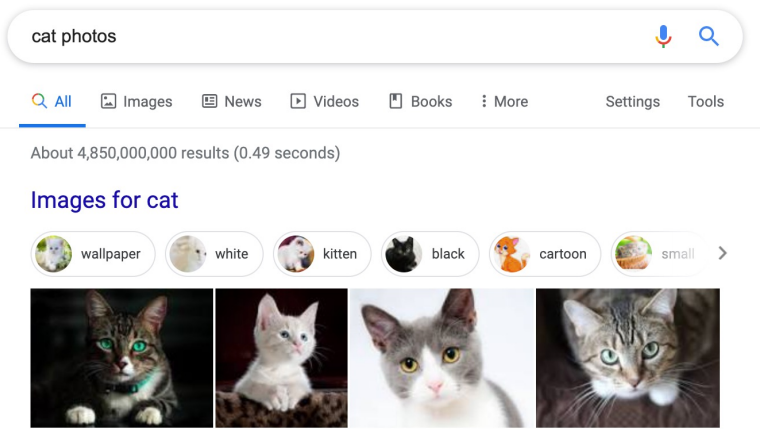 cat photos
All Images News Videos Books More Settings Tools
About 4,850,000,000 results (0.49 seconds)
Images for cat
wallpaper white kitten black cartoon small